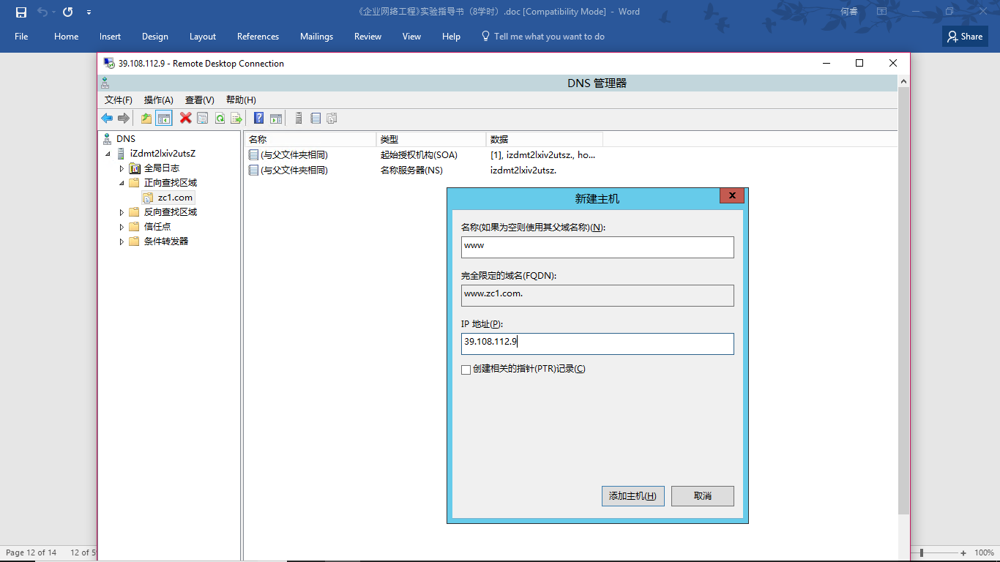 《企业网络工程》实验指导书（8学时）.doc [Compatibility Mode] - Word
何睿
File Home Insert Design Layout References Mailings Review View Help Tell me what you want to do Share
39.108.112.9 - Remote Desktop Connection
DNS 管理器
文件(F) 操作(A) 查看(V) 帮助(H)
DNS
iZdmt2lxiv2utsZ
全局日志
正向查找区域
zc1.com
反向查找区域
信任点
条件转发器
名称 类型 数据
(与父文件夹相同) 起始授权机构(SOA) [1], izdmt2lxiv2utsz., ho...
(与父文件夹相同) 名称服务器(NS) izdmt2lxiv2utsz.
新建主机
名称(如果为空则使用其父域名称)(N):
www
完全限定的域名(FQDN):
www.zc1.com.
IP 地址(P):
39.108.112.9
创建相关的指针(PTR)记录(C)
添加主机(H) 取消
Page 12 of 14 12 of 5 100%